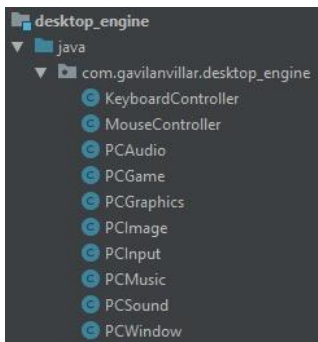 desktop_engine
java
com.gavilanvillar.desktop_engine
KeyboardController
MouseController
PCAudio
PCGame
PCGraphics
PCImage
PCInput
PCMusic
PCSound
PCWindow